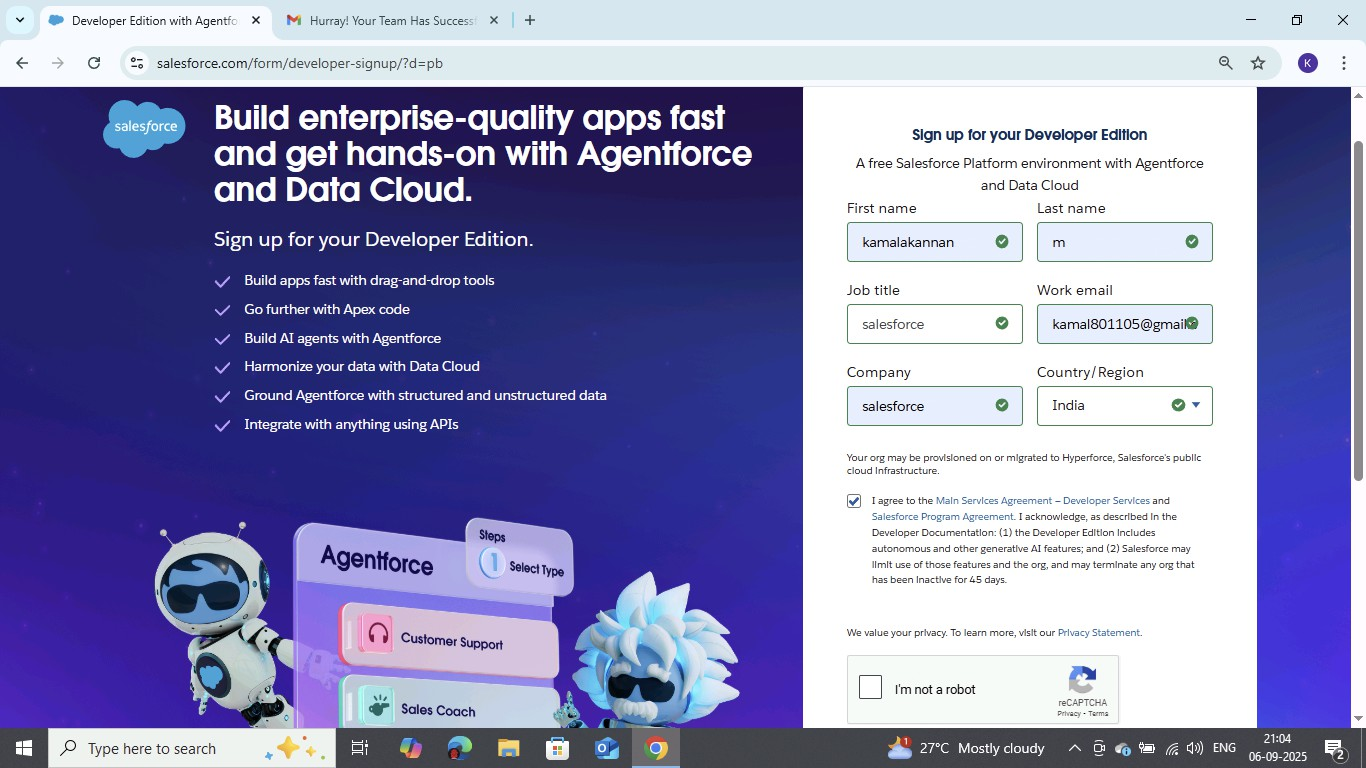 Developer Edition with Agentfo
Hurray! Your Team Has Success
salesforce.com/form/developer-signup/?d=pb
K
salesforce
Build enterprise-quality apps fast
and get hands-on with Agentforce
and Data Cloud.
Sign up for your Developer Edition.
Build apps fast with drag-and-drop tools
Go further with Apex code
Build AI agents with Agentforce
Harmonize your data with Data Cloud
Ground Agentforce with structured and unstructured data
Integrate with anything using APIs
Agentforce
Steps
1 Select Type
Customer Support
Sales Coach
Sign up for your Developer Edition
A free Salesforce Platform environment with Agentforce
and Data Cloud
First name Last name
kamalakannan m
Job title Work email
salesforce kamal801105@gmail
Company Country/Region
salesforce India
Your org may be provisioned on or migrated to Hyperforce, Salesforce's public
cloud infrastructure.
I agree to the Main Services Agreement – Developer Services and
Salesforce Program Agreement. I acknowledge, as described in the
Developer Documentation: (1) the Developer Edition includes
autonomous and other generative AI features; and (2) Salesforce may
limit use of those features and the org, and may terminate any org that
has been inactive for 45 days.
We value your privacy. To learn more, visit our Privacy Statement.
I'm not a robot
reCAPTCHA
Privacy - Terms
Type here to search
1
27°C Mostly cloudy
ENG
21:04
06-09-2025
2